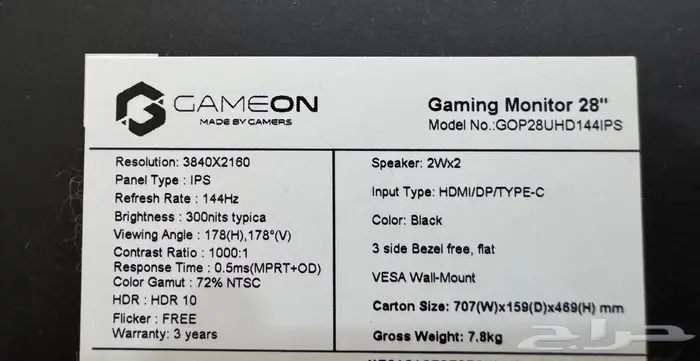 GAMEON
MADE BY GAMERS
Gaming Monitor 28"
Model No.:GOP28UHD144IPS
Resolution: 3840X2160
Panel Type : IPS
Refresh Rate : 144Hz
Brightness : 300nits typica
Viewing Angle : 178(H),178°(V)
Contrast Ratio : 1000:1
Response Time : 0.5ms(MPRT+OD)
Color Gamut : 72% NTSC
HDR : HDR 10
Flicker : FREE
Warranty: 3 years
Speaker: 2Wx2
Input Type: HDMI/DP/TYPE-C
Color: Black
3 side Bezel free, flat
VESA Wall-Mount
Carton Size: 707(W)x159(D)x469(H) mm
Gross Weight: 7.8kg
حراج